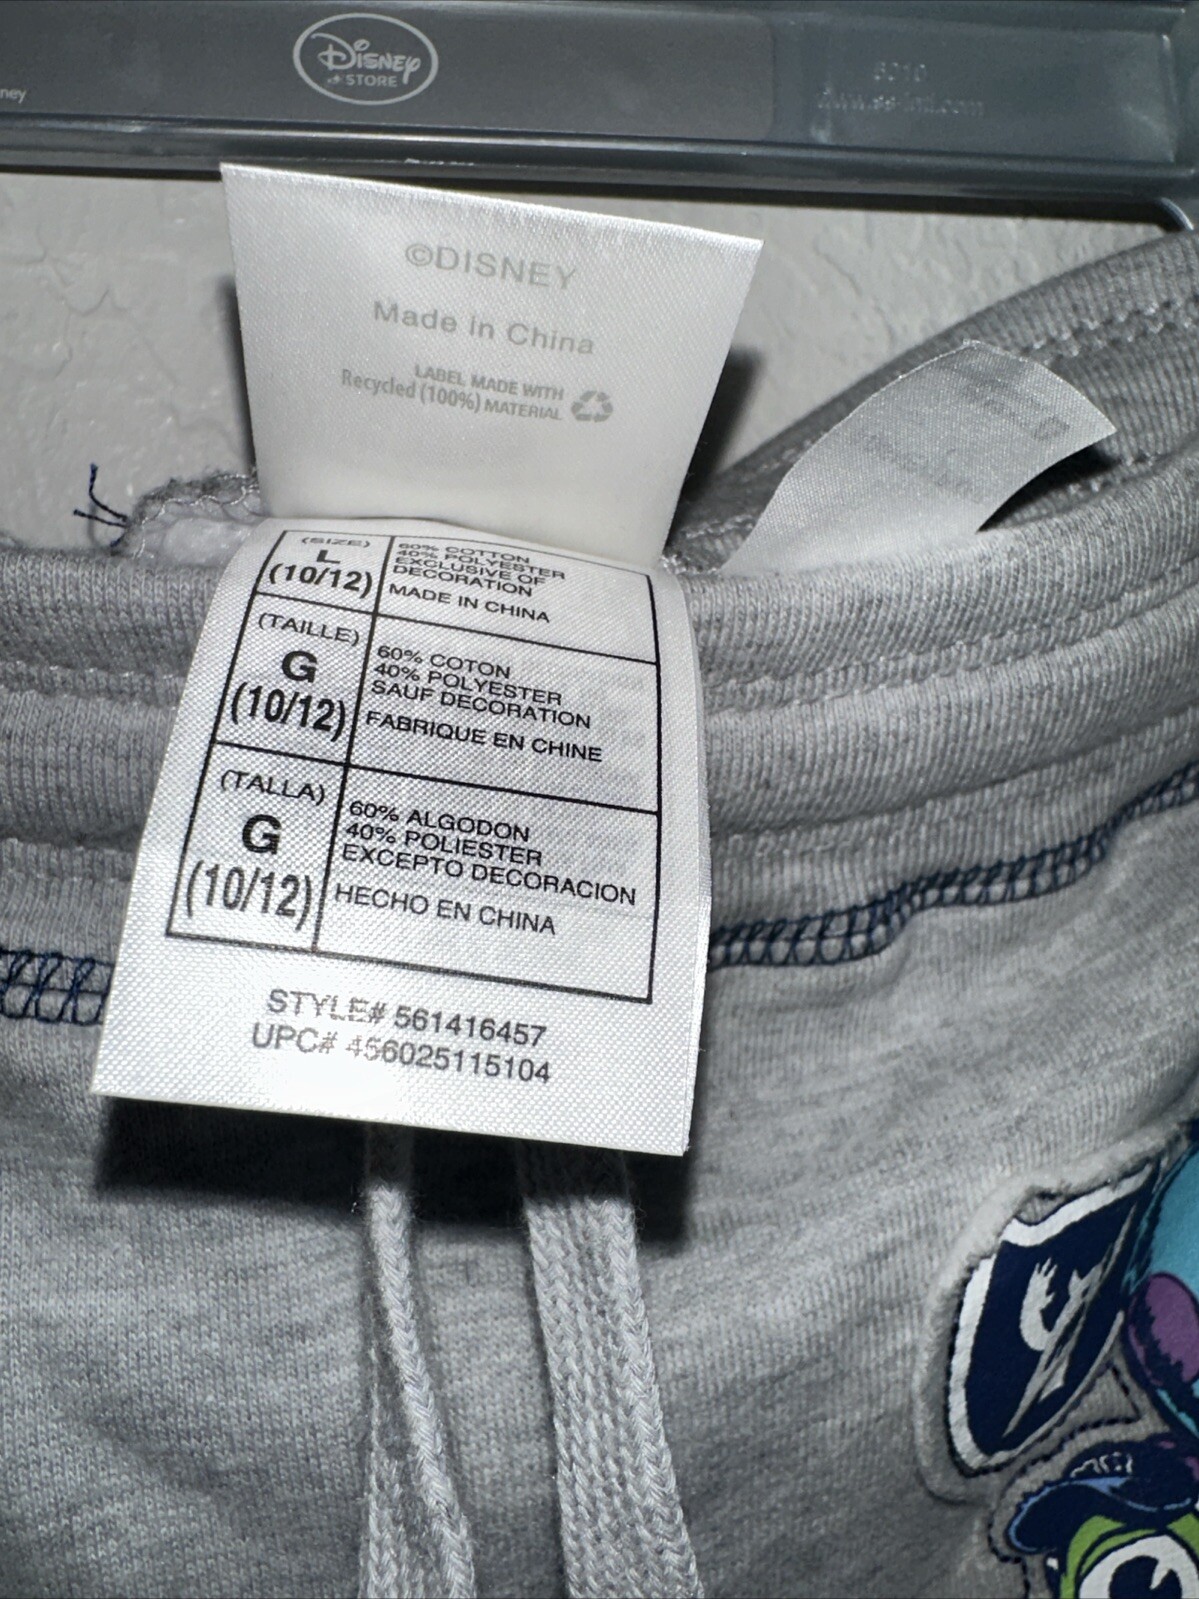 Disney
STORE
ney
6010
©DISNEY
Made in China
LABEL MADE WITH
Recycled (100%) MATERIAL
(SIZE)
L
(10/12)
60% COTTON
40% POLYESTER
EXCLUSIVE OF
DECORATION
MADE IN CHINA
(TAILLE)
G
(10/12)
60% COTON
40% POLYESTER
SAUF DECORATION
FABRIQUE EN CHINE
(TALLA)
G
(10/12)
60% ALGODON
40% POLIESTER
EXCEPTO DECORACION
HECHO EN CHINA
STYLE# 561416457
UPC# 456025115104